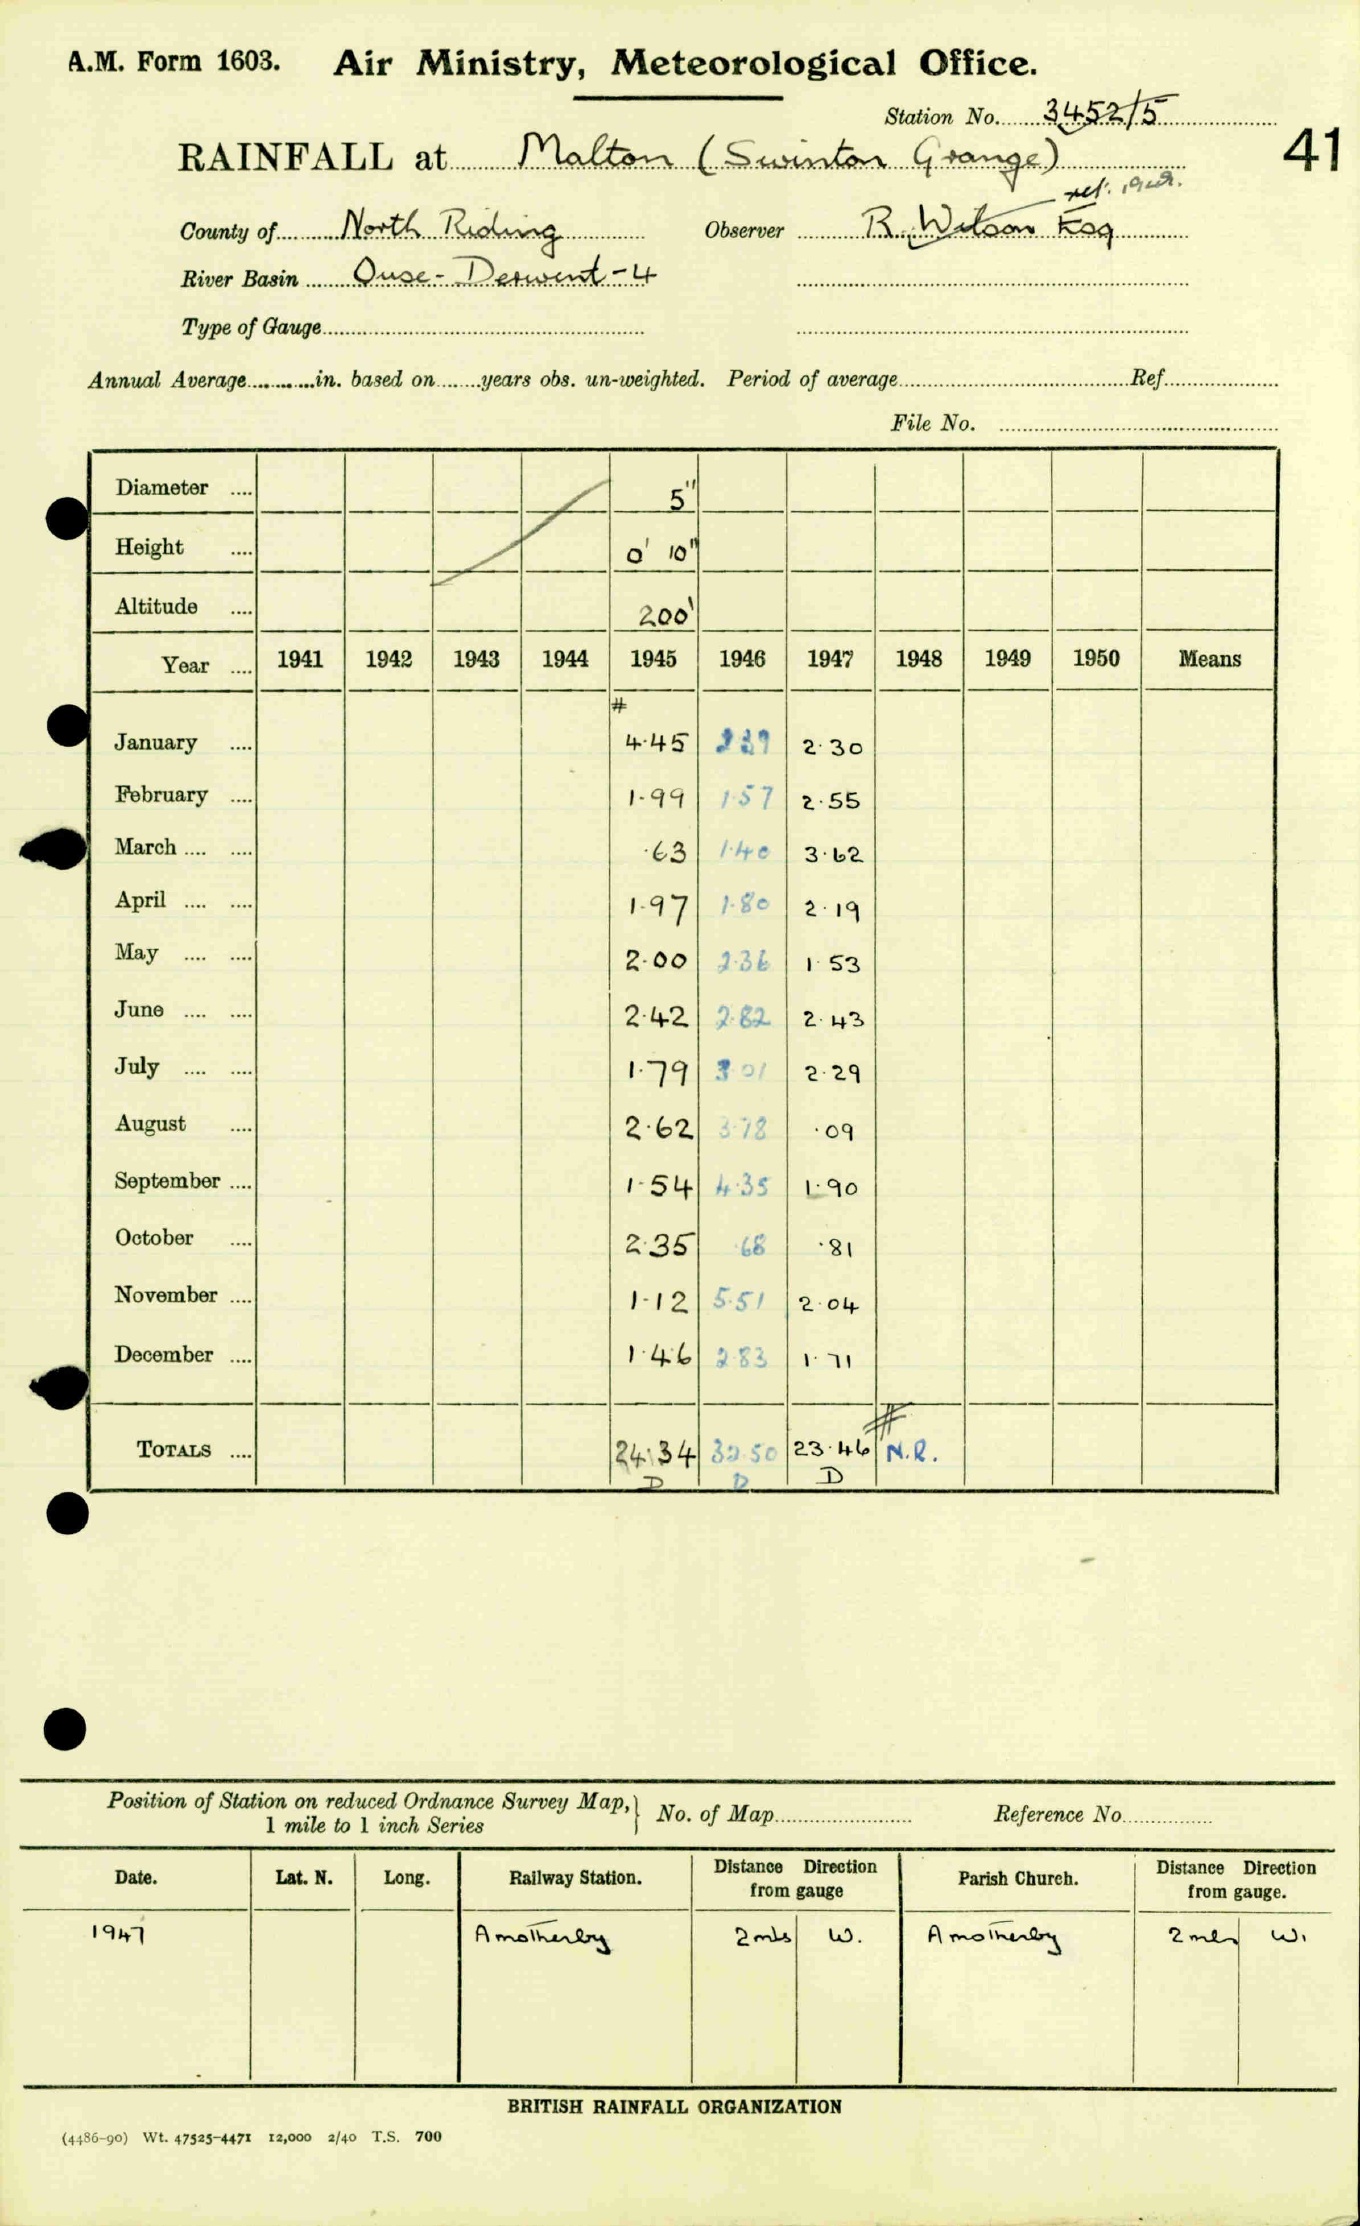 A.M. Form 1603. Air Ministry, Meteorological Office.
Station No. 3452/5
41
RAINFALL at Malton (Swinton Grange)
County of North Riding Observer R. Wilson Esq
River Basin Ouse - Derwent - 4
Type of Gauge
Annual Average in. based on years obs. un-weighted. Period of average Ref.
File No.
Diameter .... 5"
Height .... 0' 10"
Altitude .... 200'
Year .... 1941 1942 1943 1944 1945 1946 1947 1948 1949 1950 Means
#
January .... 4.45 2.39 2.30
February .... 1.99 1.57 2.55
March .... .... .63 1.40 3.62
April .... .... 1.97 1.80 2.19
May .... .... 2.00 2.36 1.53
June .... .... 2.42 2.82 2.43
July .... .... 1.79 3.01 2.29
August .... 2.62 3.78 .09
September .... 1.54 4.35 1.90
October .... 2.35 .68 .81
November .... 1.12 5.51 2.04
December .... 1.46 2.83 1.71
#
TOTALS .... 24.34 32.50 23.46 N.R.
D D D
Position of Station on reduced Ordnance Survey Map,} No. of Map Reference No.
1 mile to 1 inch Series
Date. Lat. N. Long. Railway Station. Distance Direction from gauge Parish Church. Distance Direction from gauge.
1947 Amotherby 2 mls W. Amotherby 2 mls W.
BRITISH RAINFALL ORGANIZATION
(4486-90) Wt. 47525-4471 12,000 2/40 T.S. 700